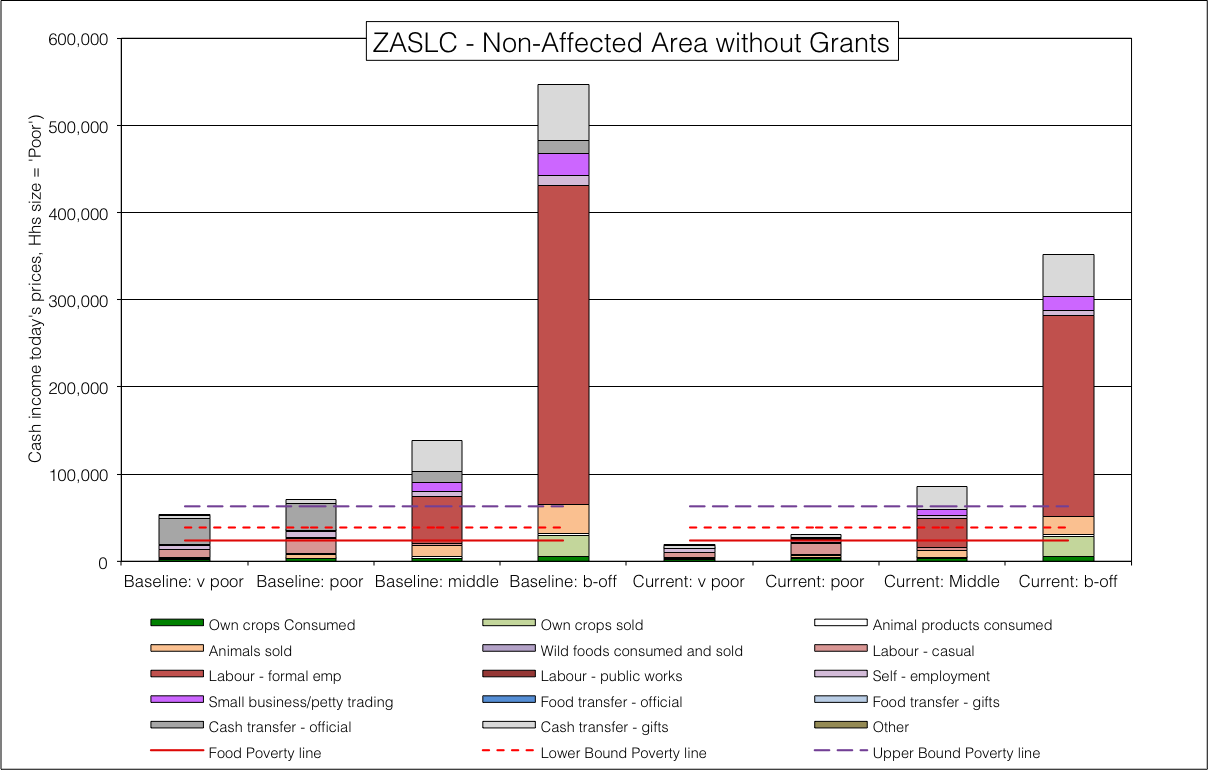 ZASLC - Non-Affected Area without Grants
Cash income today's prices, Hhs size = 'Poor')
600,000
500,000
400,000
300,000
200,000
100,000
0
Baseline: v poor Baseline: poor Baseline: middle Baseline: b-off Current: v poor Current: poor Current: Middle Current: b-off
Own crops Consumed Own crops sold Animal products consumed
Animals sold Wild foods consumed and sold Labour - casual
Labour - formal emp Labour - public works Self - employment
Small business/petty trading Food transfer - official Food transfer - gifts
Cash transfer - official Cash transfer - gifts Other
Food Poverty line Lower Bound Poverty line Upper Bound Poverty line